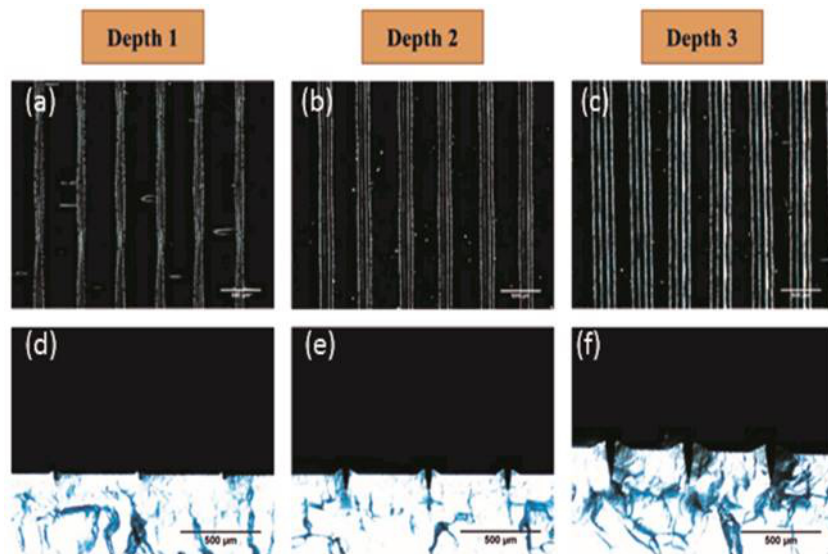 Depth 1
Depth 2
Depth 3
(a)
(b)
(c)
(d)
(e)
(f)
500 µm
500 µm
500 µm